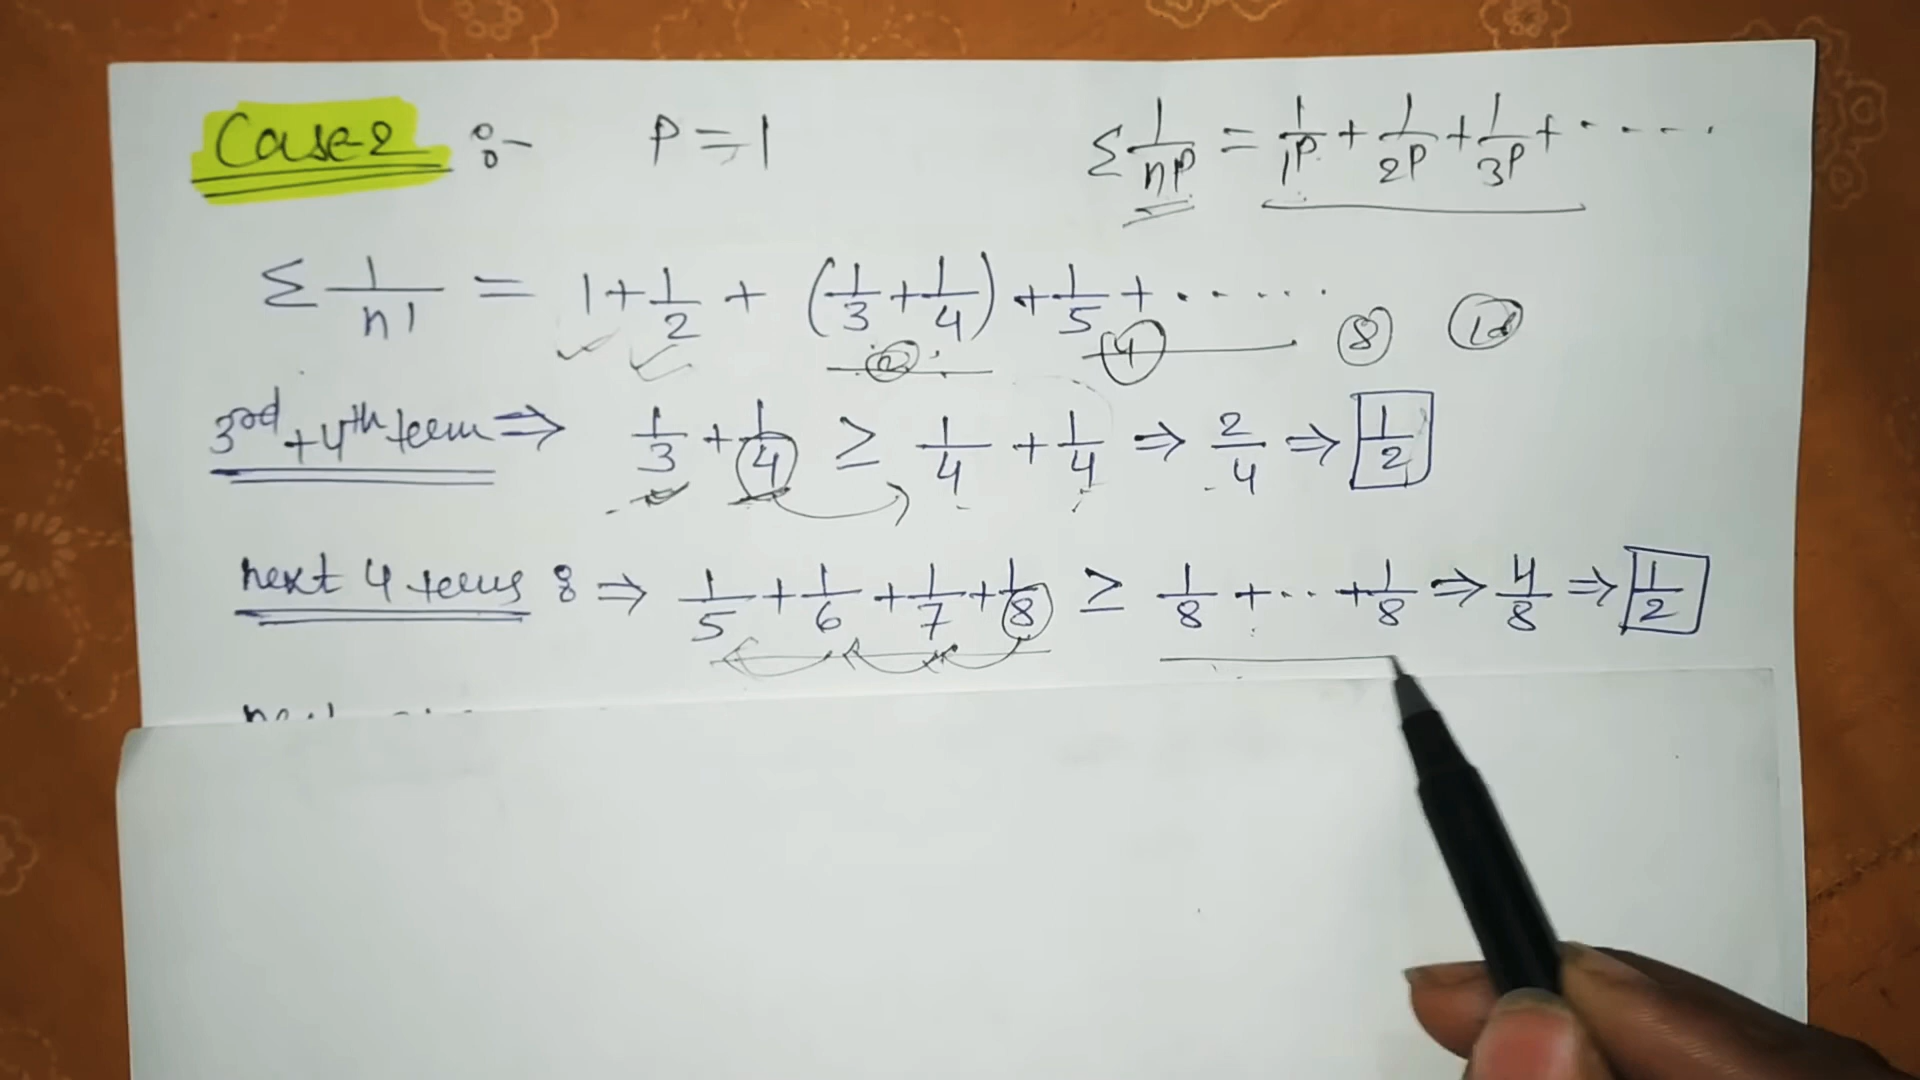 Case 2 :- P = 1
Σ 1/n^p = 1/1^p + 1/2^p + 1/3^p + ......
Σ 1/n^1 = 1 + 1/2 + (1/3 + 1/4) + 1/5 + ......
2 4 8
3rd + 4th term ⇒ 1/3 + 1/4 ≥ 1/4 + 1/4 ⇒ 2/4 ⇒ 1/2
next 4 terms : ⇒ 1/5 + 1/6 + 1/7 + 1/8 ≥ 1/8 + ... + 1/8 ⇒ 4/8 ⇒ 1/2